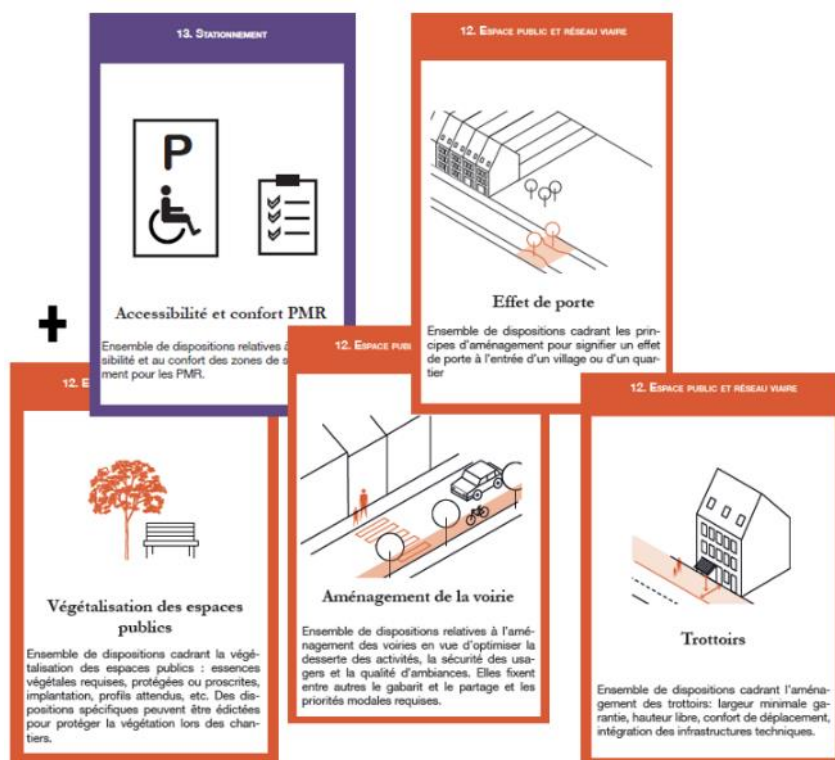 13. STATIONNEMENT
P
Accessibilité et confort PMR
Ensemble de dispositions relatives à
sibilité et au confort des zones de s
ment pour les PMR.
12. ESPACE PUBLIC ET RÉSEAU VIAIRE
Effet de porte
Ensemble de dispositions cadrant les prin-
cipes d'aménagement pour signifier un effet
de porte à l'entrée d'un village ou d'un quar-
tier
+
12. E
Végétalisation des espaces
publics
Ensemble de dispositions cadrant la végé-
talisation des espaces publics : essences
végétales requises, protégées ou proscrites,
implantation, profils attendus, etc. Des dis-
positions spécifiques peuvent être édictées
pour protéger la végétation lors des chan-
tiers.
12. ESPACE PUBL
Aménagement de la voirie
Ensemble de dispositions relatives à l'amé-
nagement des voiries en vue d'optimiser la
desserte des activités, la sécurité des usa-
gers et la qualité d'ambiances. Elles fixent
entre autres le gabarit et le partage et les
priorités modales requises.
12. ESPACE PUBLIC ET RÉSEAU VIAIRE
Trottoirs
Ensemble de dispositions cadrant l'aména-
gement des trottoirs: largeur minimale ga-
rantie, hauteur libre, confort de déplacement,
intégration des infrastructures techniques.